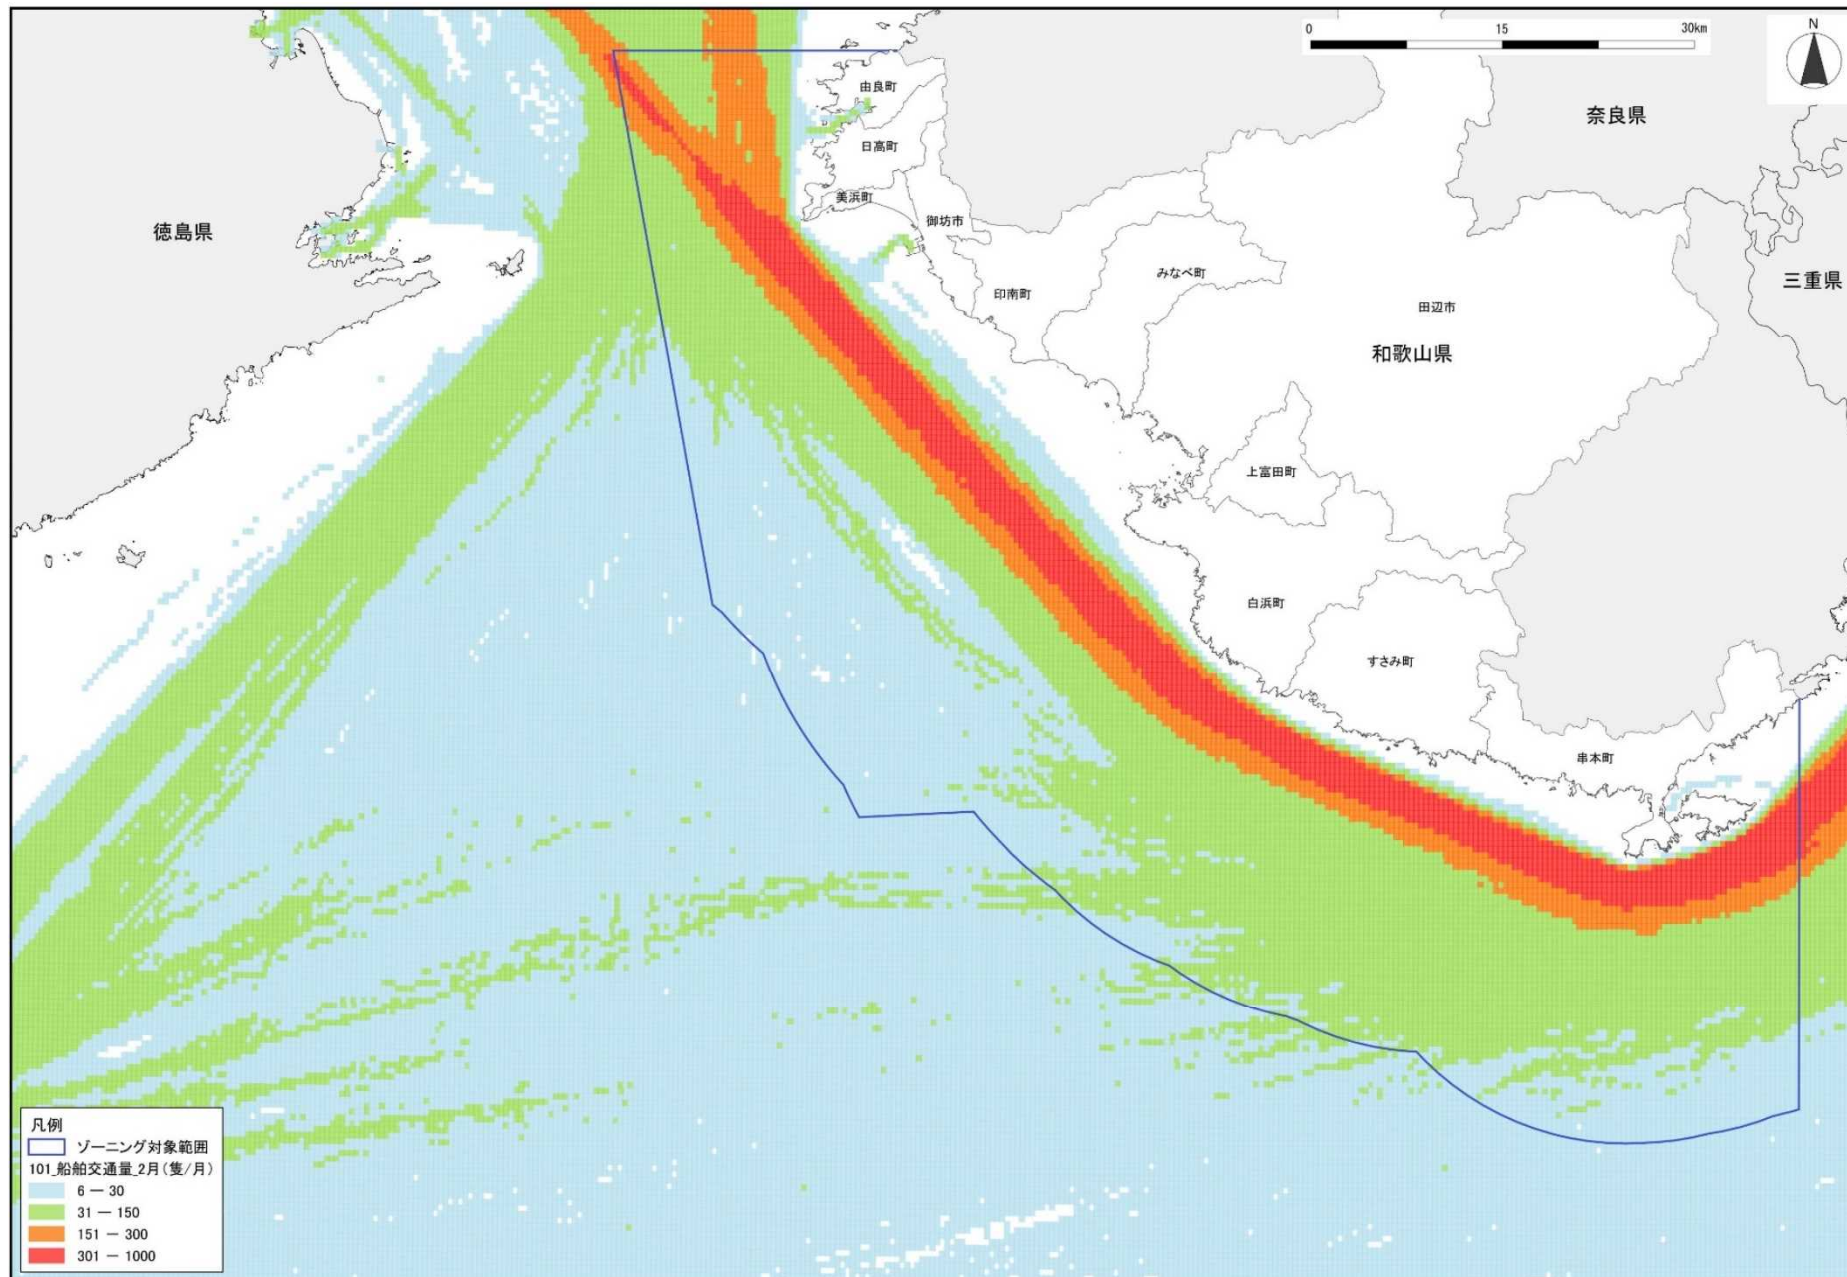 0 15 30km
N
奈良県
由良町
日高町
美浜町
御坊市
徳島県
みなべ町
三重県
印南町
田辺市
和歌山県
上富田町
白浜町
すさみ町
串本町
凡例
ゾーニング対象範囲
101_船舶交通量_2月(隻/月)
6 － 30
31 － 150
151 － 300
301 － 1000